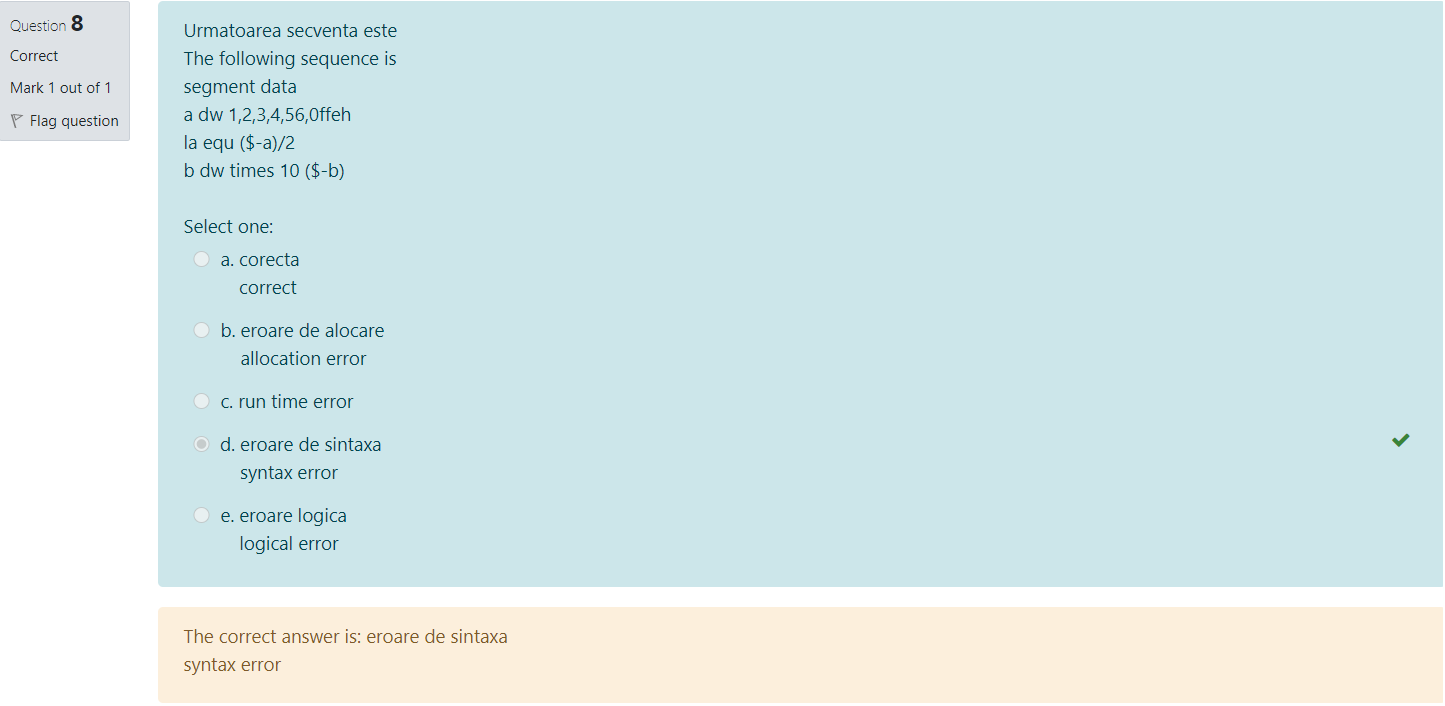 Question 8
Correct
Mark 1 out of 1
Flag question
Urmatoarea secventa este
The following sequence is
segment data
a dw 1,2,3,4,56,0ffeh
la equ ($-a)/2
b dw times 10 ($-b)
Select one:
a. corecta
correct
b. eroare de alocare
allocation error
c. run time error
d. eroare de sintaxa
syntax error
e. eroare logica
logical error
The correct answer is: eroare de sintaxa
syntax error